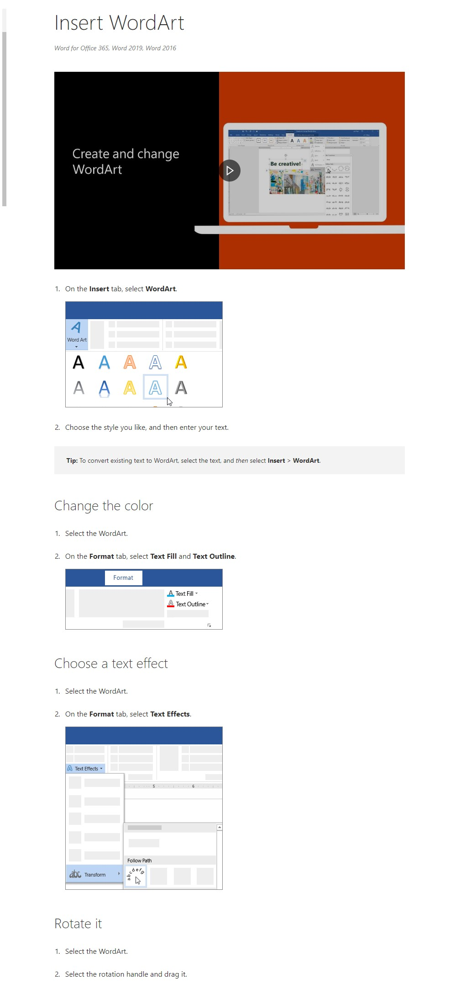 Insert WordArt
Word for Office 365, Word 2019, Word 2016
Create and change
WordArt
Be creative!
1. On the Insert tab, select WordArt.
Word Art
A A A A A
A A A A A
2. Choose the style you like, and then enter your text.
Tip: To convert existing text to WordArt, select the text, and then select Insert > WordArt.
Change the color
1. Select the WordArt.
2. On the Format tab, select Text Fill and Text Outline.
Format
A Text Fill
A Text Outline
Choose a text effect
1. Select the WordArt.
2. On the Format tab, select Text Effects.
A Text Effects
5 6
Follow Path
abcdefg
abc Transform
Rotate it
1. Select the WordArt.
2. Select the rotation handle and drag it.